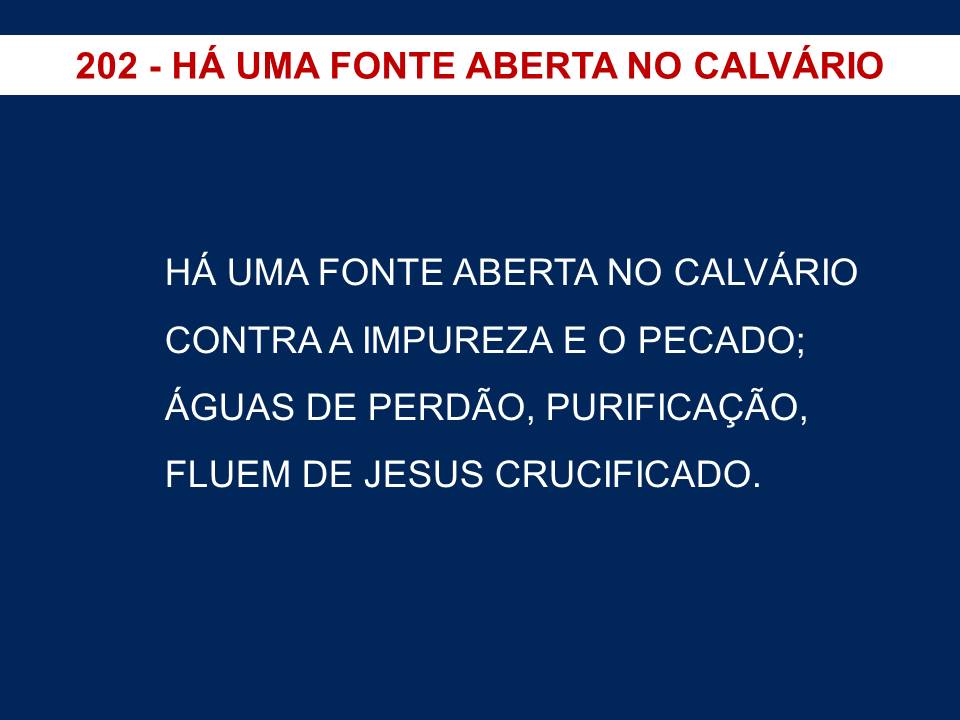 202 - HÁ UMA FONTE ABERTA NO CALVÁRIO
HÁ UMA FONTE ABERTA NO CALVÁRIO
CONTRA A IMPUREZA E O PECADO;
ÁGUAS DE PERDÃO, PURIFICAÇÃO,
FLUEM DE JESUS CRUCIFICADO.